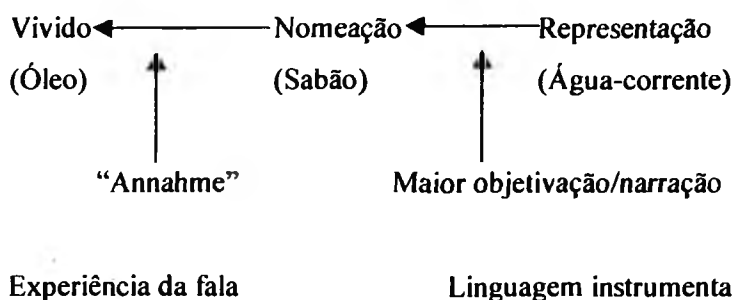 Vivido Nomeação Representação
(Óleo) (Sabão) (Água-corrente)
“Annahme” Maior objetivação/narração
Experiência da fala Linguagem instrumenta